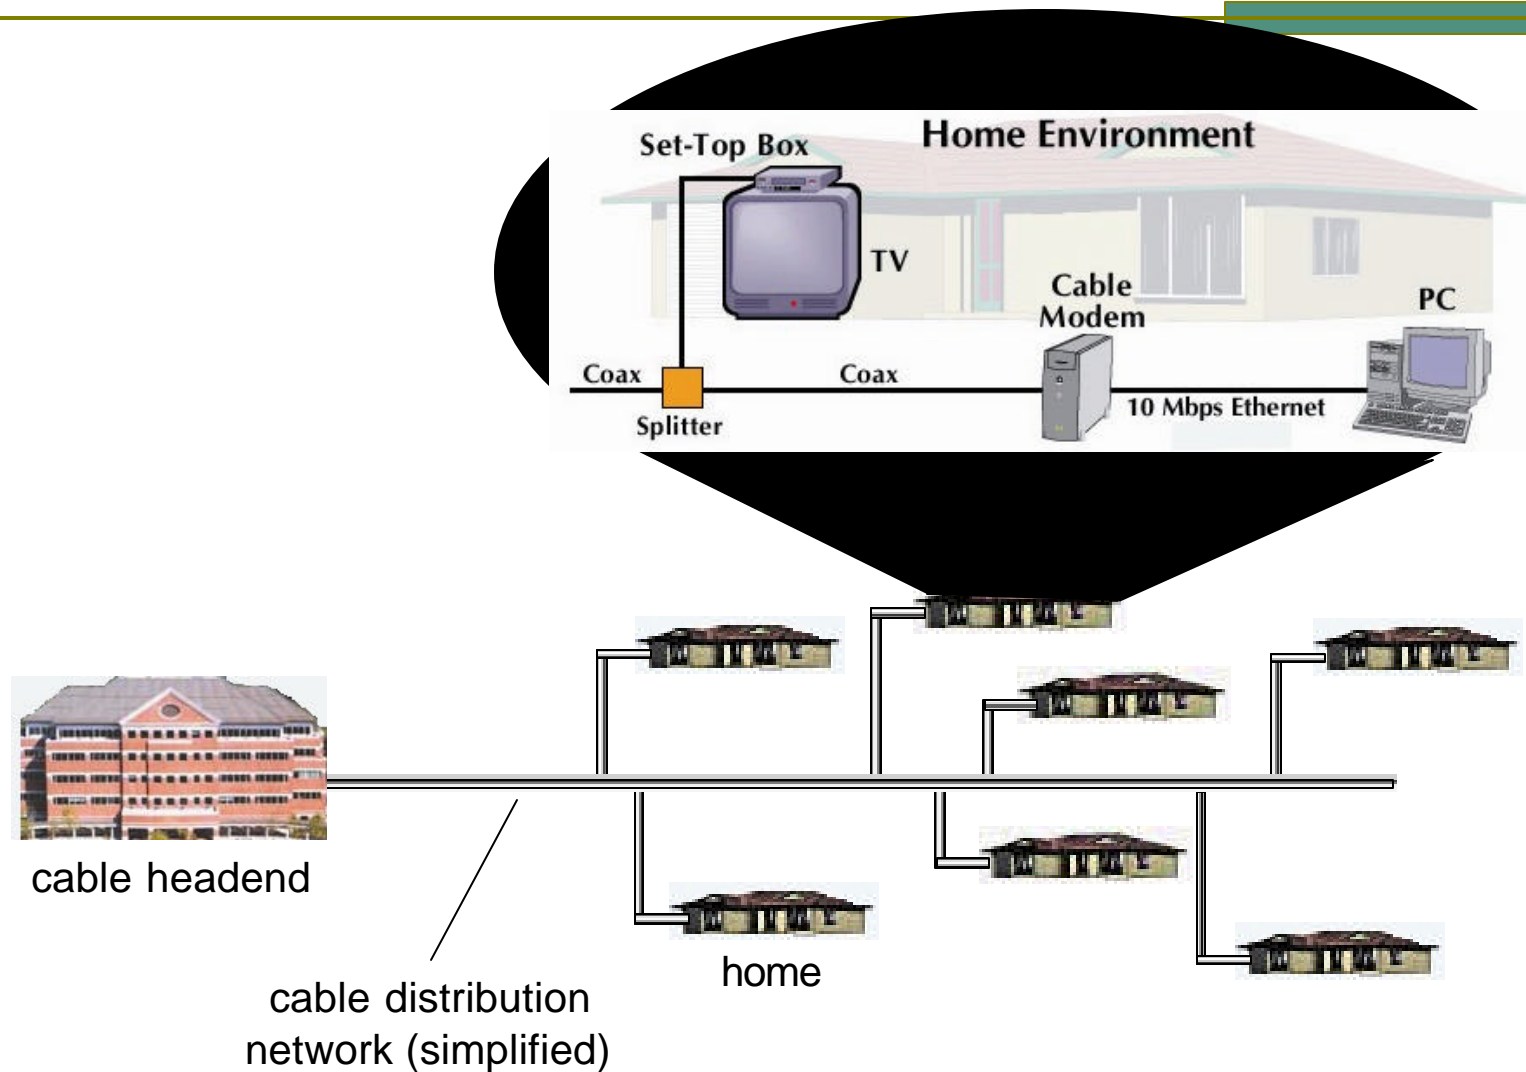 Home Environment
Set-Top Box
TV
Cable
Modem
PC
Coax
Coax
10 Mbps Ethernet
Splitter
cable headend
home
cable distribution
network (simplified)